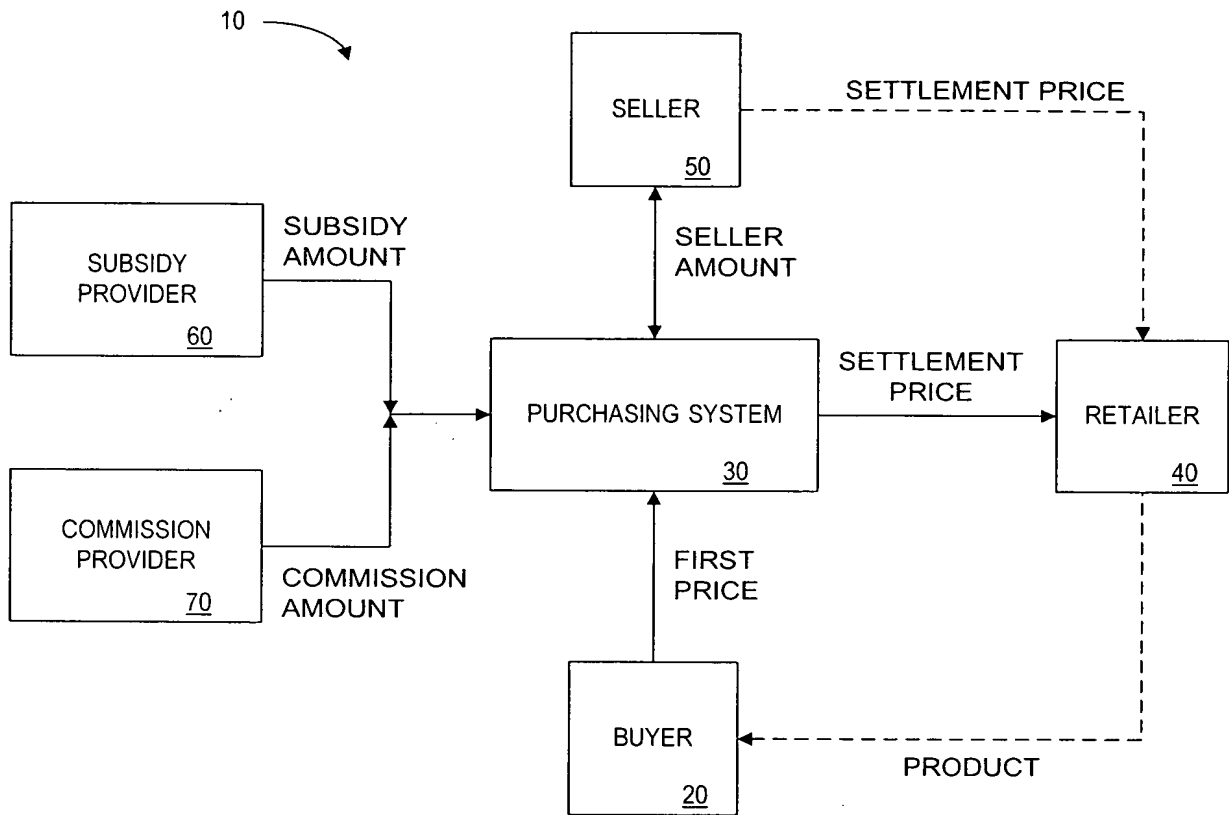 10
SELLER
50
SETTLEMENT PRICE
SUBSIDY
AMOUNT
SUBSIDY
PROVIDER
60
SELLER
AMOUNT
PURCHASING SYSTEM
30
SETTLEMENT
PRICE
RETAILER
40
COMMISSION
PROVIDER
70
COMMISSION
AMOUNT
FIRST
PRICE
BUYER
20
PRODUCT